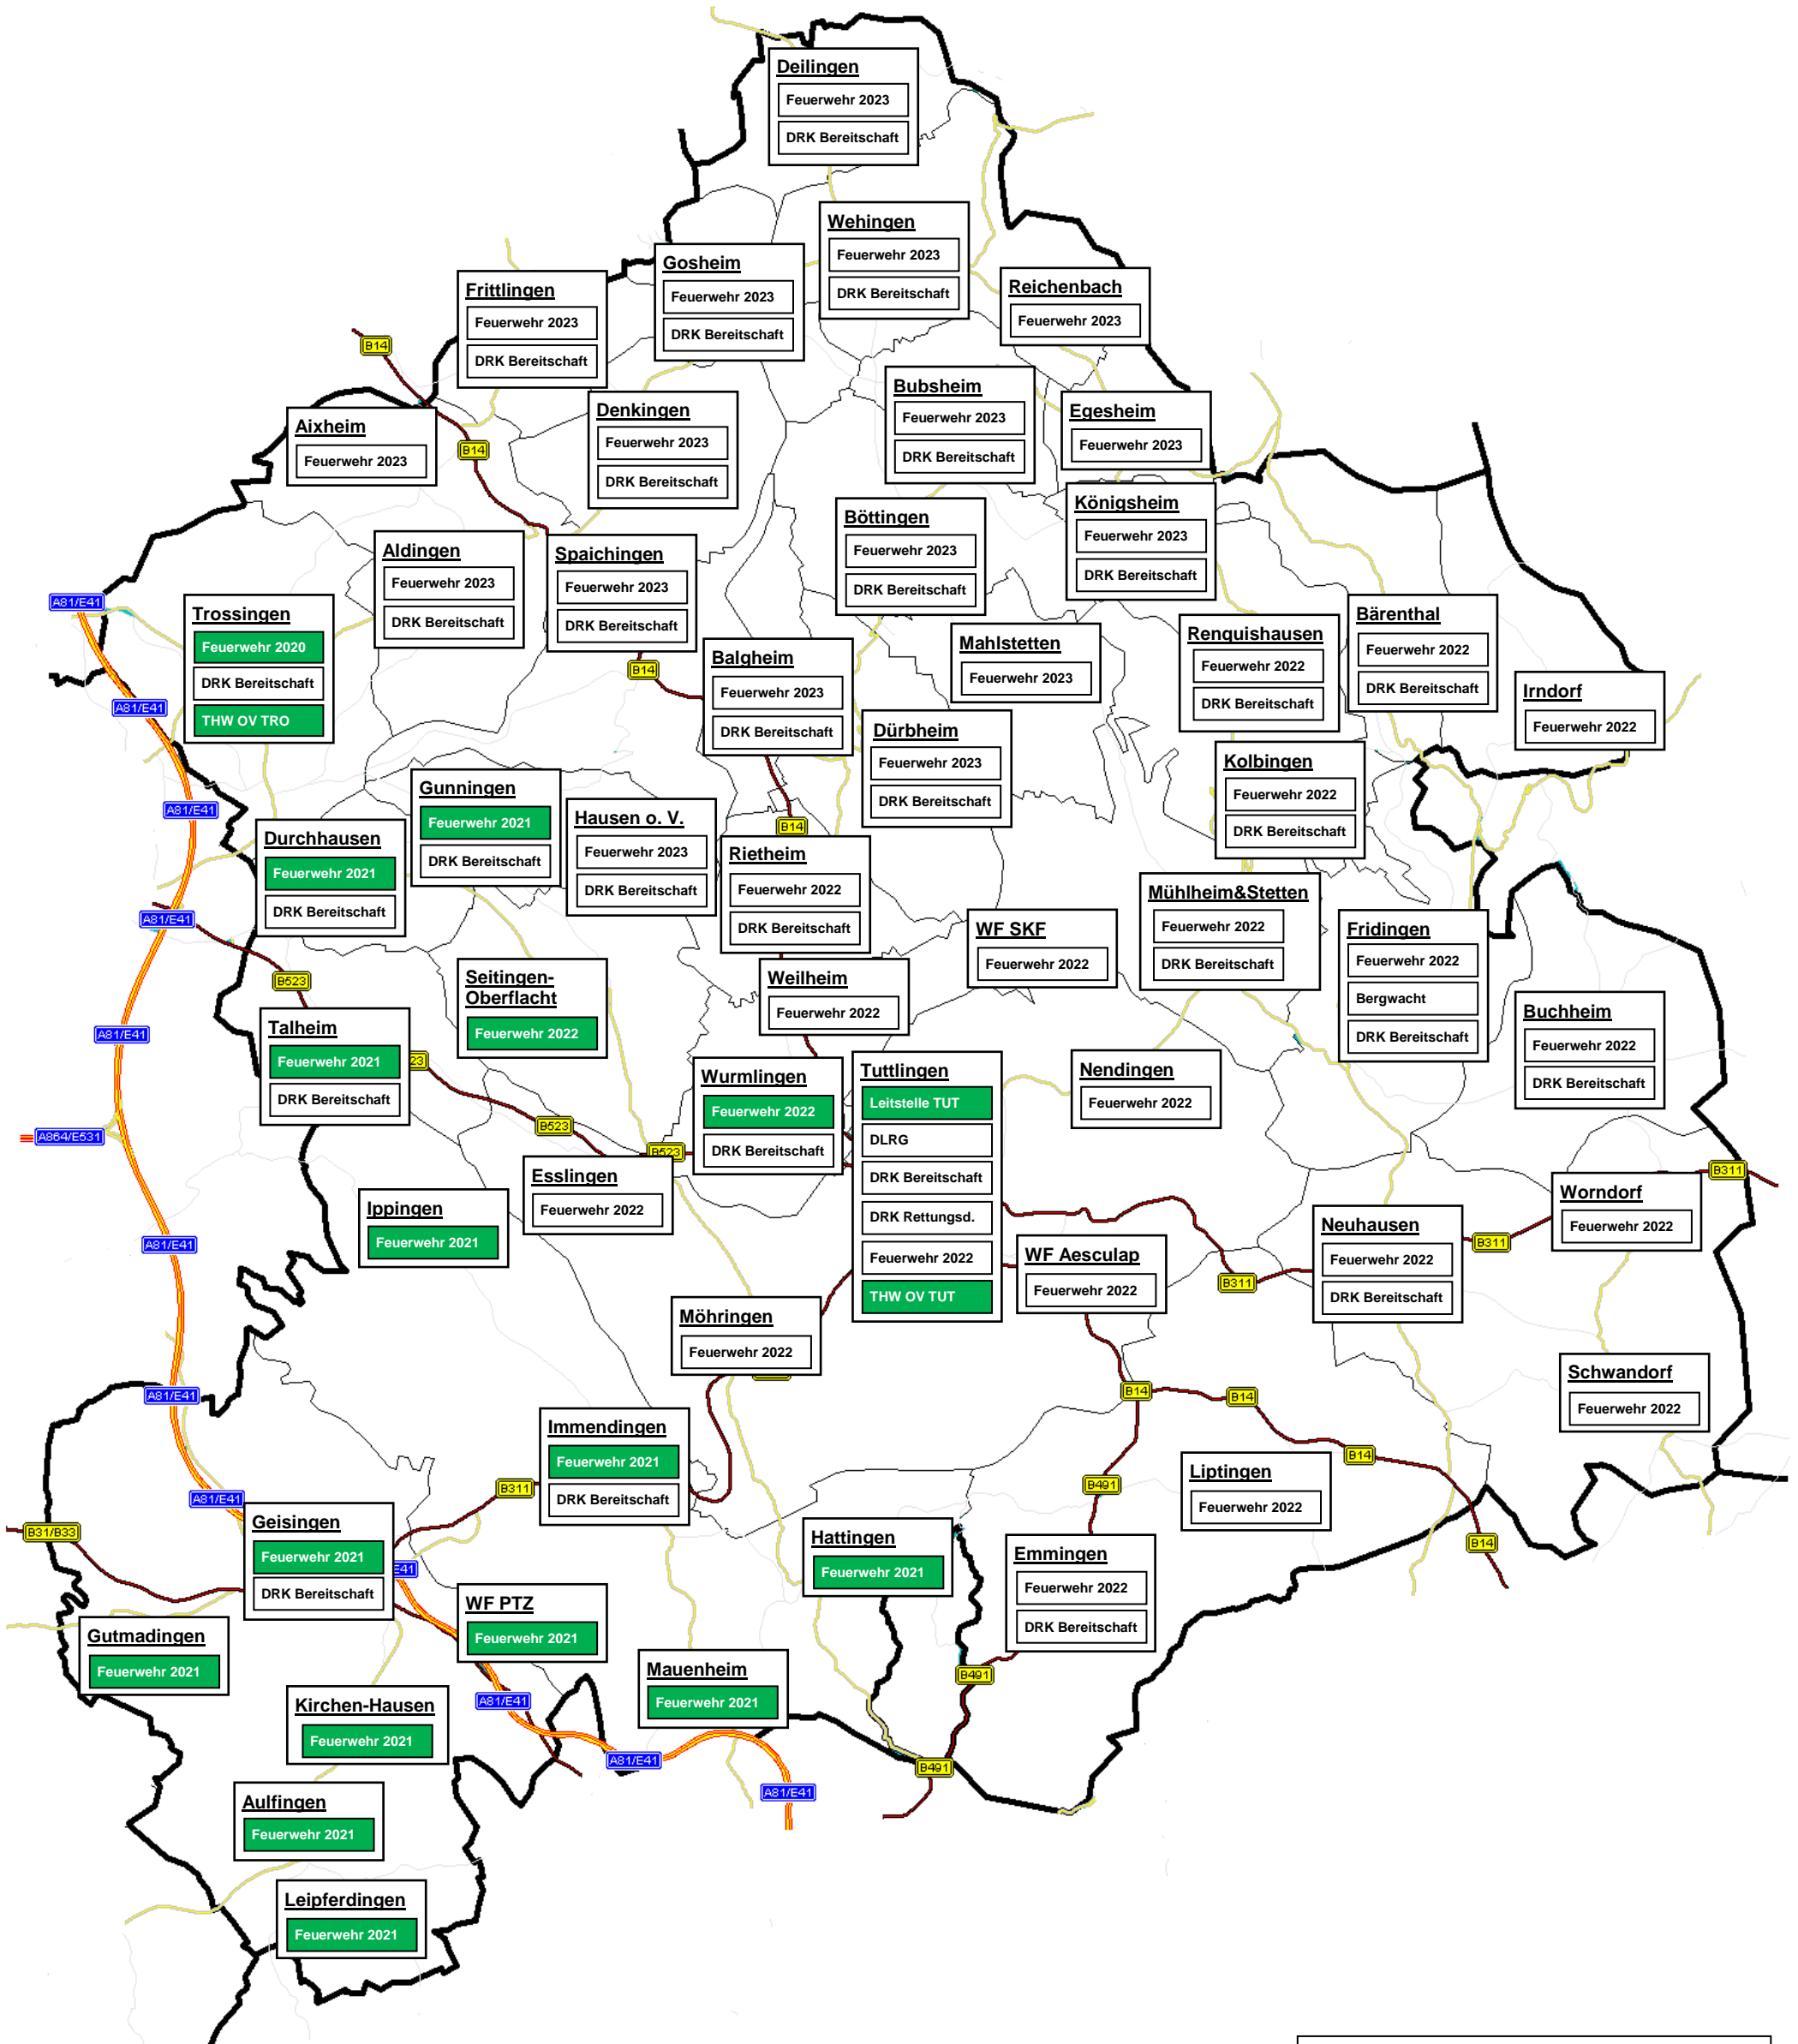 Deilingen
Feuerwehr 2023
DRK Bereitschaft
Wehingen
Feuerwehr 2023
DRK Bereitschaft
Gosheim
Feuerwehr 2023
DRK Bereitschaft
Frittlingen
Feuerwehr 2023
DRK Bereitschaft
Reichenbach
Feuerwehr 2023
B14
Bubsheim
Feuerwehr 2023
DRK Bereitschaft
Denkingen
Feuerwehr 2023
DRK Bereitschaft
Egesheim
Feuerwehr 2023
Aixheim
Feuerwehr 2023
B14
Königsheim
Feuerwehr 2023
DRK Bereitschaft
Böttingen
Feuerwehr 2023
DRK Bereitschaft
Aldingen
Feuerwehr 2023
DRK Bereitschaft
Spaichingen
Feuerwehr 2023
DRK Bereitschaft
A81/E41
Trossingen
Feuerwehr 2020
DRK Bereitschaft
THW OV TRO
Bärenthal
Feuerwehr 2022
DRK Bereitschaft
Renquishausen
Feuerwehr 2022
DRK Bereitschaft
Mahlstetten
Feuerwehr 2023
B14
Balgheim
Feuerwehr 2023
DRK Bereitschaft
Irndorf
Feuerwehr 2022
A81/E41
Dürbheim
Feuerwehr 2023
DRK Bereitschaft
Kolbingen
Feuerwehr 2022
DRK Bereitschaft
Gunningen
Feuerwehr 2021
DRK Bereitschaft
A81/E41
Hausen o. V.
Feuerwehr 2023
DRK Bereitschaft
B14
Durchhausen
Feuerwehr 2021
DRK Bereitschaft
Rietheim
Feuerwehr 2022
DRK Bereitschaft
Mühlheim&Stetten
Feuerwehr 2022
DRK Bereitschaft
A81/E41
WF SKF
Feuerwehr 2022
Fridingen
Feuerwehr 2022
Bergwacht
DRK Bereitschaft
B523
Seitingen-
Oberflacht
Feuerwehr 2022
Weilheim
Feuerwehr 2022
Buchheim
Feuerwehr 2022
DRK Bereitschaft
A81/E41
Talheim
Feuerwehr 2021
DRK Bereitschaft
23
Wurmlingen
Feuerwehr 2022
DRK Bereitschaft
Tuttlingen
Leitstelle TUT
DLRG
DRK Bereitschaft
DRK Rettungsd.
Feuerwehr 2022
THW OV TUT
Nendingen
Feuerwehr 2022
B523
A864/E531
B523
Esslingen
Feuerwehr 2022
B311
Worndorf
Feuerwehr 2022
Ippingen
Feuerwehr 2021
Neuhausen
Feuerwehr 2022
DRK Bereitschaft
B311
A81/E41
WF Aesculap
Feuerwehr 2022
B311
Möhringen
Feuerwehr 2022
Schwandorf
Feuerwehr 2022
A81/E41
B14
B14
Immendingen
Feuerwehr 2021
DRK Bereitschaft
B14
Liptingen
Feuerwehr 2022
B491
B311
A81/E41
Geisingen
Feuerwehr 2021
DRK Bereitschaft
B31/B33
Hattingen
Feuerwehr 2021
Emmingen
Feuerwehr 2022
DRK Bereitschaft
B14
E41
WF PTZ
Feuerwehr 2021
Gutmadingen
Feuerwehr 2021
Mauenheim
Feuerwehr 2021
B491
Kirchen-Hausen
Feuerwehr 2021
A81/E41
A81/E41
B491
A81/E41
Aulfingen
Feuerwehr 2021
Leipferdingen
Feuerwehr 2021